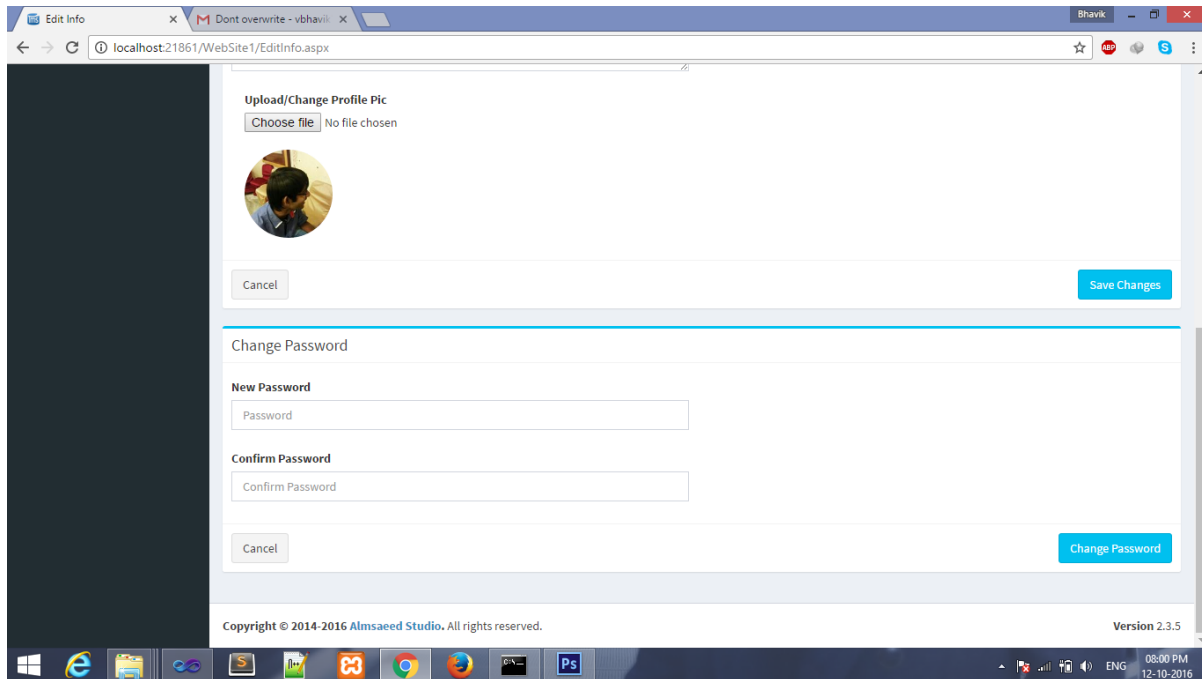 Edit Info
Dont overwrite - vbhavik
Bhavik
localhost:21861/WebSite1/EditInfo.aspx
ABP
S
Upload/Change Profile Pic
Choose file No file chosen
Cancel
Save Changes
Change Password
New Password
Password
Confirm Password
Confirm Password
Cancel
Change Password
Copyright © 2014-2016 Almsaeed Studio. All rights reserved.
Version 2.3.5
S
Ps
ENG
08:00 PM
12-10-2016